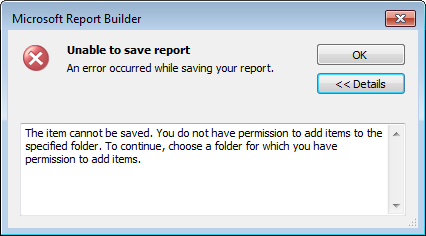 Microsoft Report Builder
Unable to save report
An error occurred while saving your report.
OK
<< Details
The item cannot be saved. You do not have permission to add items to the
specified folder. To continue, choose a folder for which you have
permission to add items.